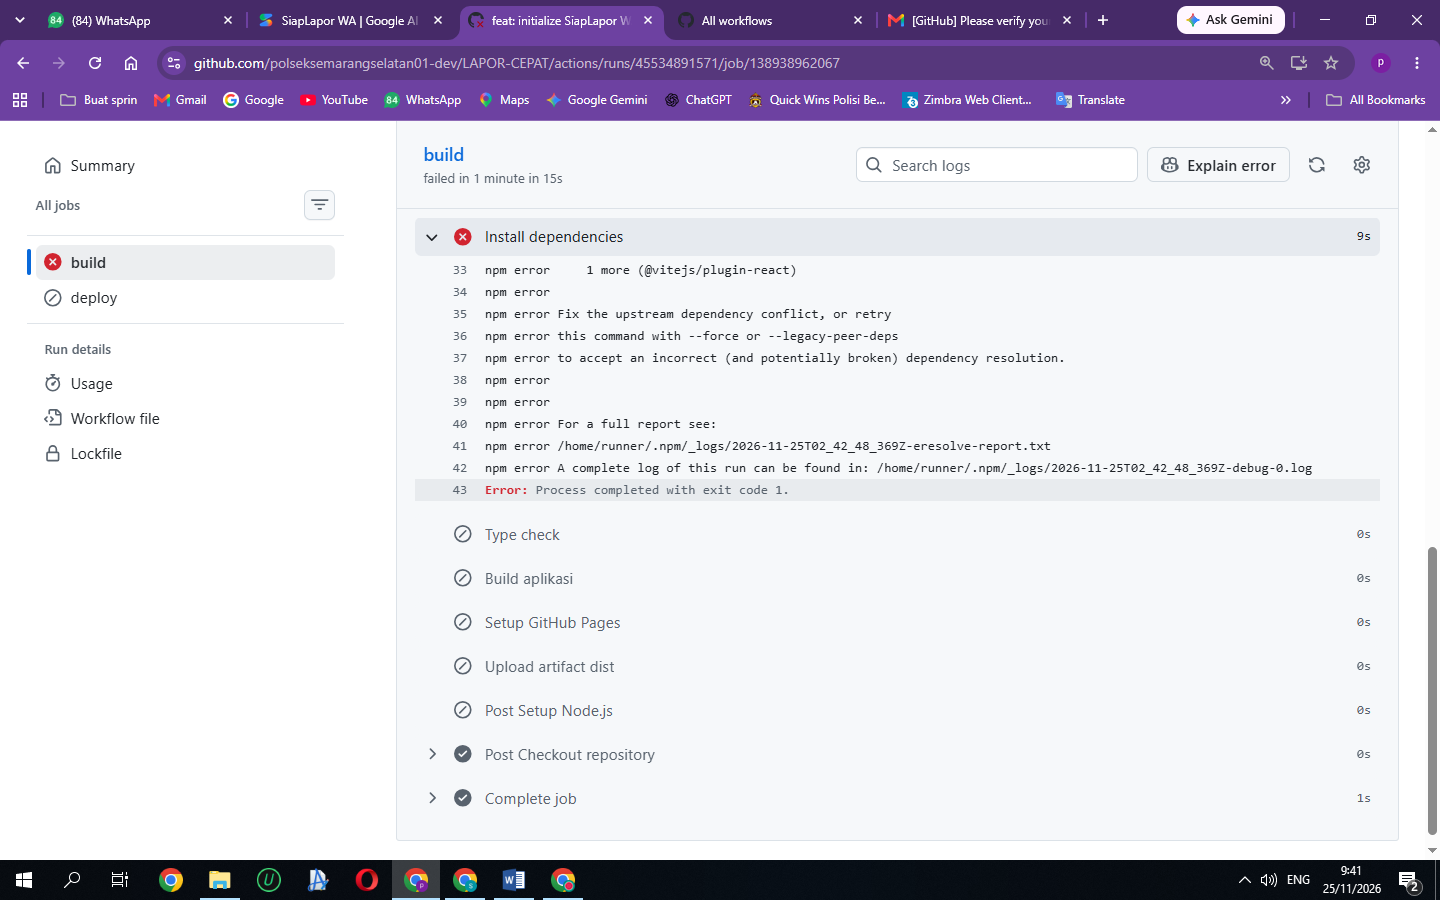 84 (84) WhatsApp
SiapLapor WA | Google AI
feat: initialize SiapLapor W
All workflows
[GitHub] Please verify you
Ask Gemini
github.com/polseksemarangselatan01-dev/LAPOR-CEPAT/actions/runs/45534891571/job/138938962067
p
Buat sprin
Gmail
Google
YouTube
84 WhatsApp
Maps
Google Gemini
ChatGPT
Quick Wins Polisi Be...
Zimbra Web Client...
Translate
All Bookmarks
Summary
All jobs
build
deploy
Run details
Usage
Workflow file
Lockfile
build
failed in 1 minute in 15s
Search logs
Explain error
Install dependencies 9s
33 npm error     1 more (@vitejs/plugin-react)
34 npm error
35 npm error Fix the upstream dependency conflict, or retry
36 npm error this command with --force or --legacy-peer-deps
37 npm error to accept an incorrect (and potentially broken) dependency resolution.
38 npm error
39 npm error
40 npm error For a full report see:
41 npm error /home/runner/.npm/_logs/2026-11-25T02_42_48_369Z-eresolve-report.txt
42 npm error A complete log of this run can be found in: /home/runner/.npm/_logs/2026-11-25T02_42_48_369Z-debug-0.log
43 Error: Process completed with exit code 1.
Type check 0s
Build aplikasi 0s
Setup GitHub Pages 0s
Upload artifact dist 0s
Post Setup Node.js 0s
Post Checkout repository 0s
Complete job 1s
ENG
9:41
25/11/2026
2